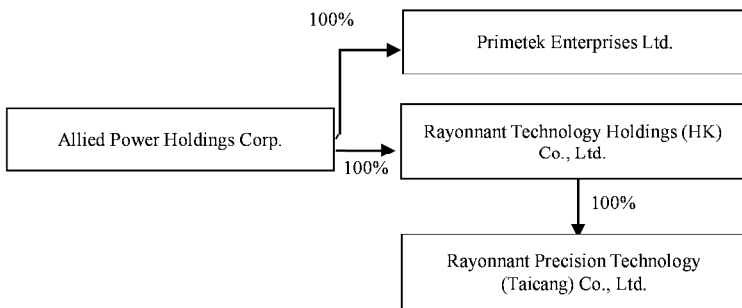 100%
Primetek Enterprises Ltd.
Allied Power Holdings Corp.
100%
Rayonnant Technology Holdings (HK)
Co., Ltd.
100%
Rayonnant Precision Technology
(Taicang) Co., Ltd.